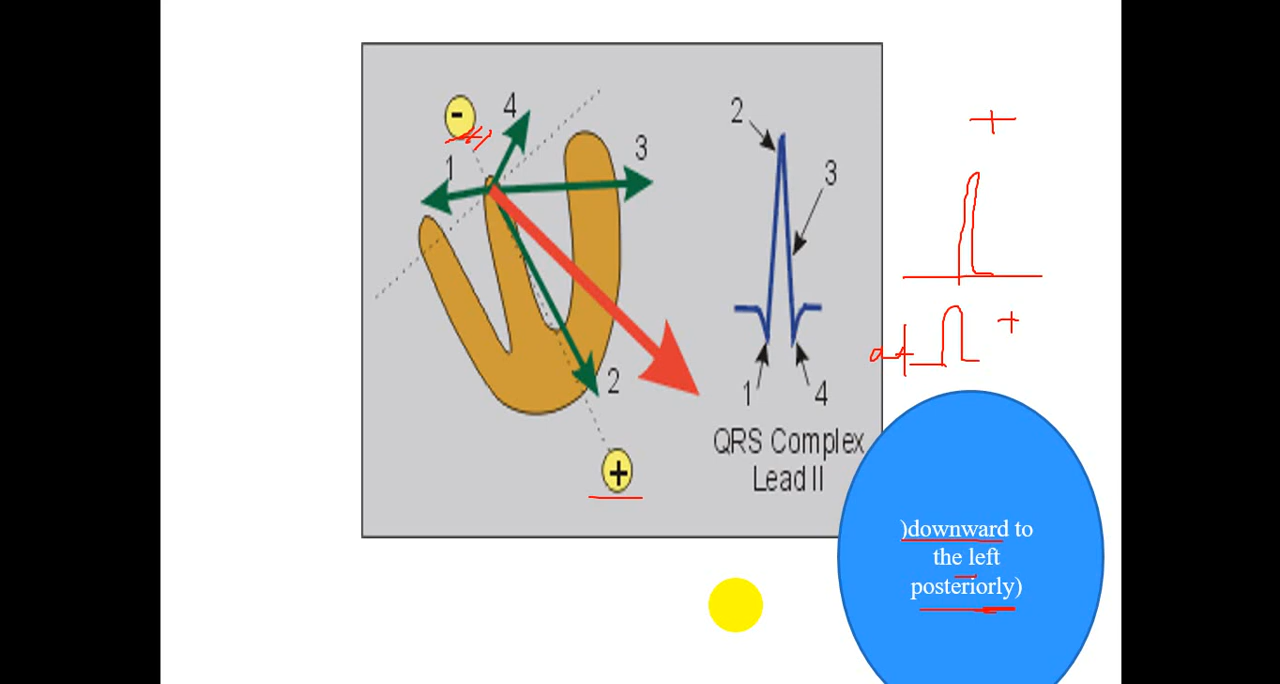 -
4
1
3
2
+
2
3
1
4
QRS Complex
Lead II
+
+
)downward to
the left
posteriorly)